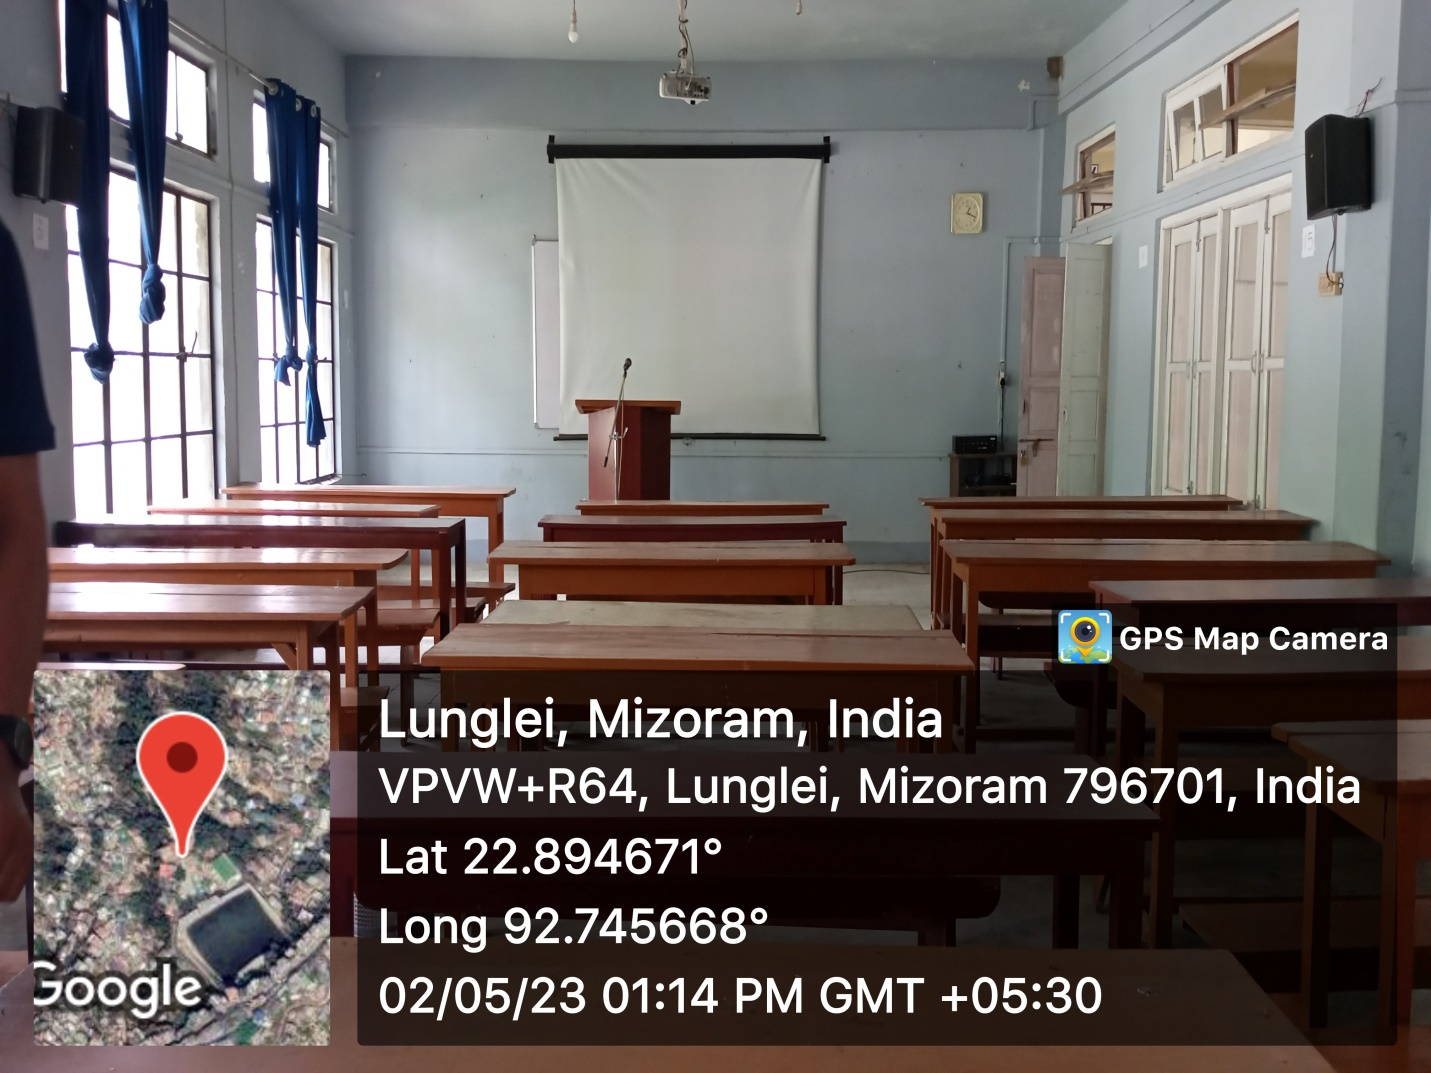 GPS Map Camera
Lunglei, Mizoram, India
VPVW+R64, Lunglei, Mizoram 796701, India
Lat 22.894671°
Long 92.745668°
02/05/23 01:14 PM GMT +05:30
Google